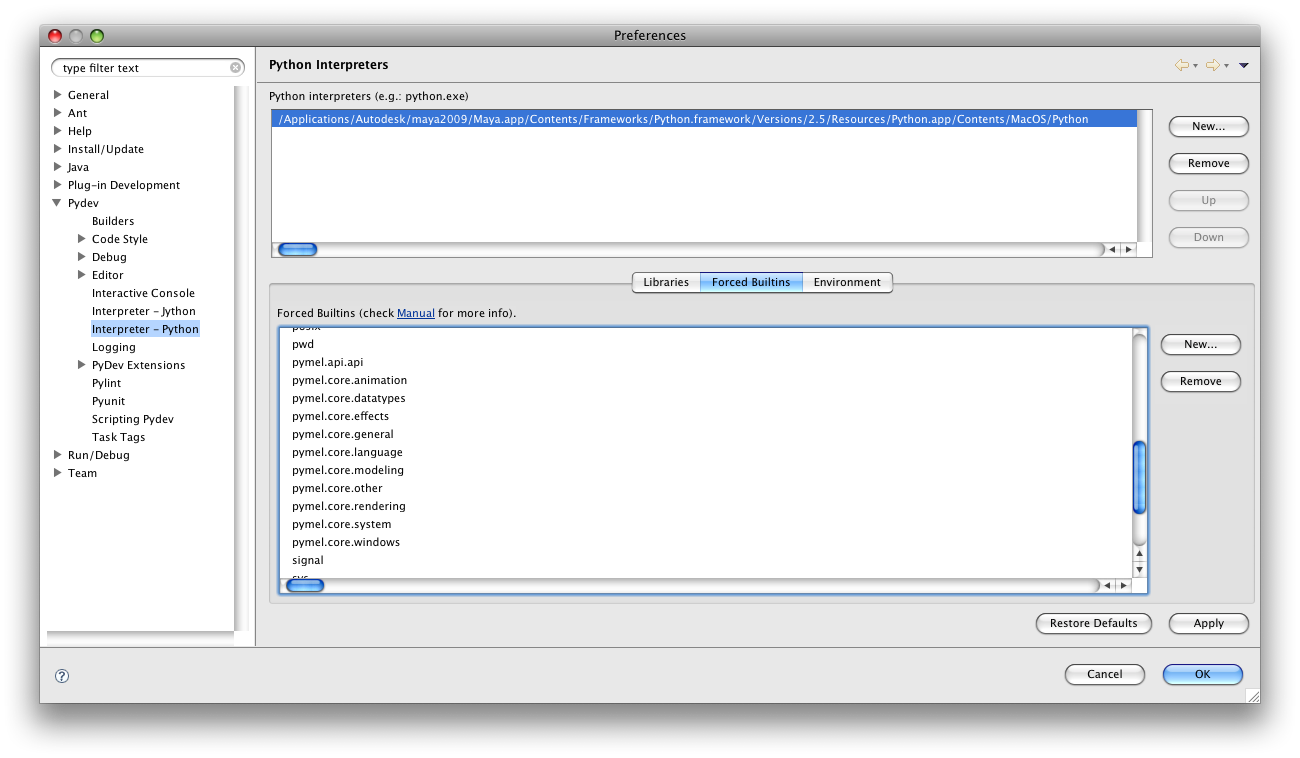 Preferences
type filter text
General
Ant
Help
Install/Update
Java
Plug-in Development
Pydev
Builders
Code Style
Debug
Editor
Interactive Console
Interpreter - Jython
Interpreter - Python
Logging
PyDev Extensions
Pylint
Pyunit
Scripting Pydev
Task Tags
Run/Debug
Team
Python Interpreters
Python interpreters (e.g.: python.exe)
/Applications/Autodesk/maya2009/Maya.app/Contents/Frameworks/Python.framework/Versions/2.5/Resources/Python.app/Contents/MacOS/Python
New...
Remove
Up
Down
Libraries
Forced Builtins
Environment
Forced Builtins (check Manual for more info).
posix
pwd
pymel.api.api
pymel.core.animation
pymel.core.datatypes
pymel.core.effects
pymel.core.general
pymel.core.language
pymel.core.modeling
pymel.core.other
pymel.core.rendering
pymel.core.system
pymel.core.windows
signal
sys
New...
Remove
Restore Defaults
Apply
?
Cancel
OK